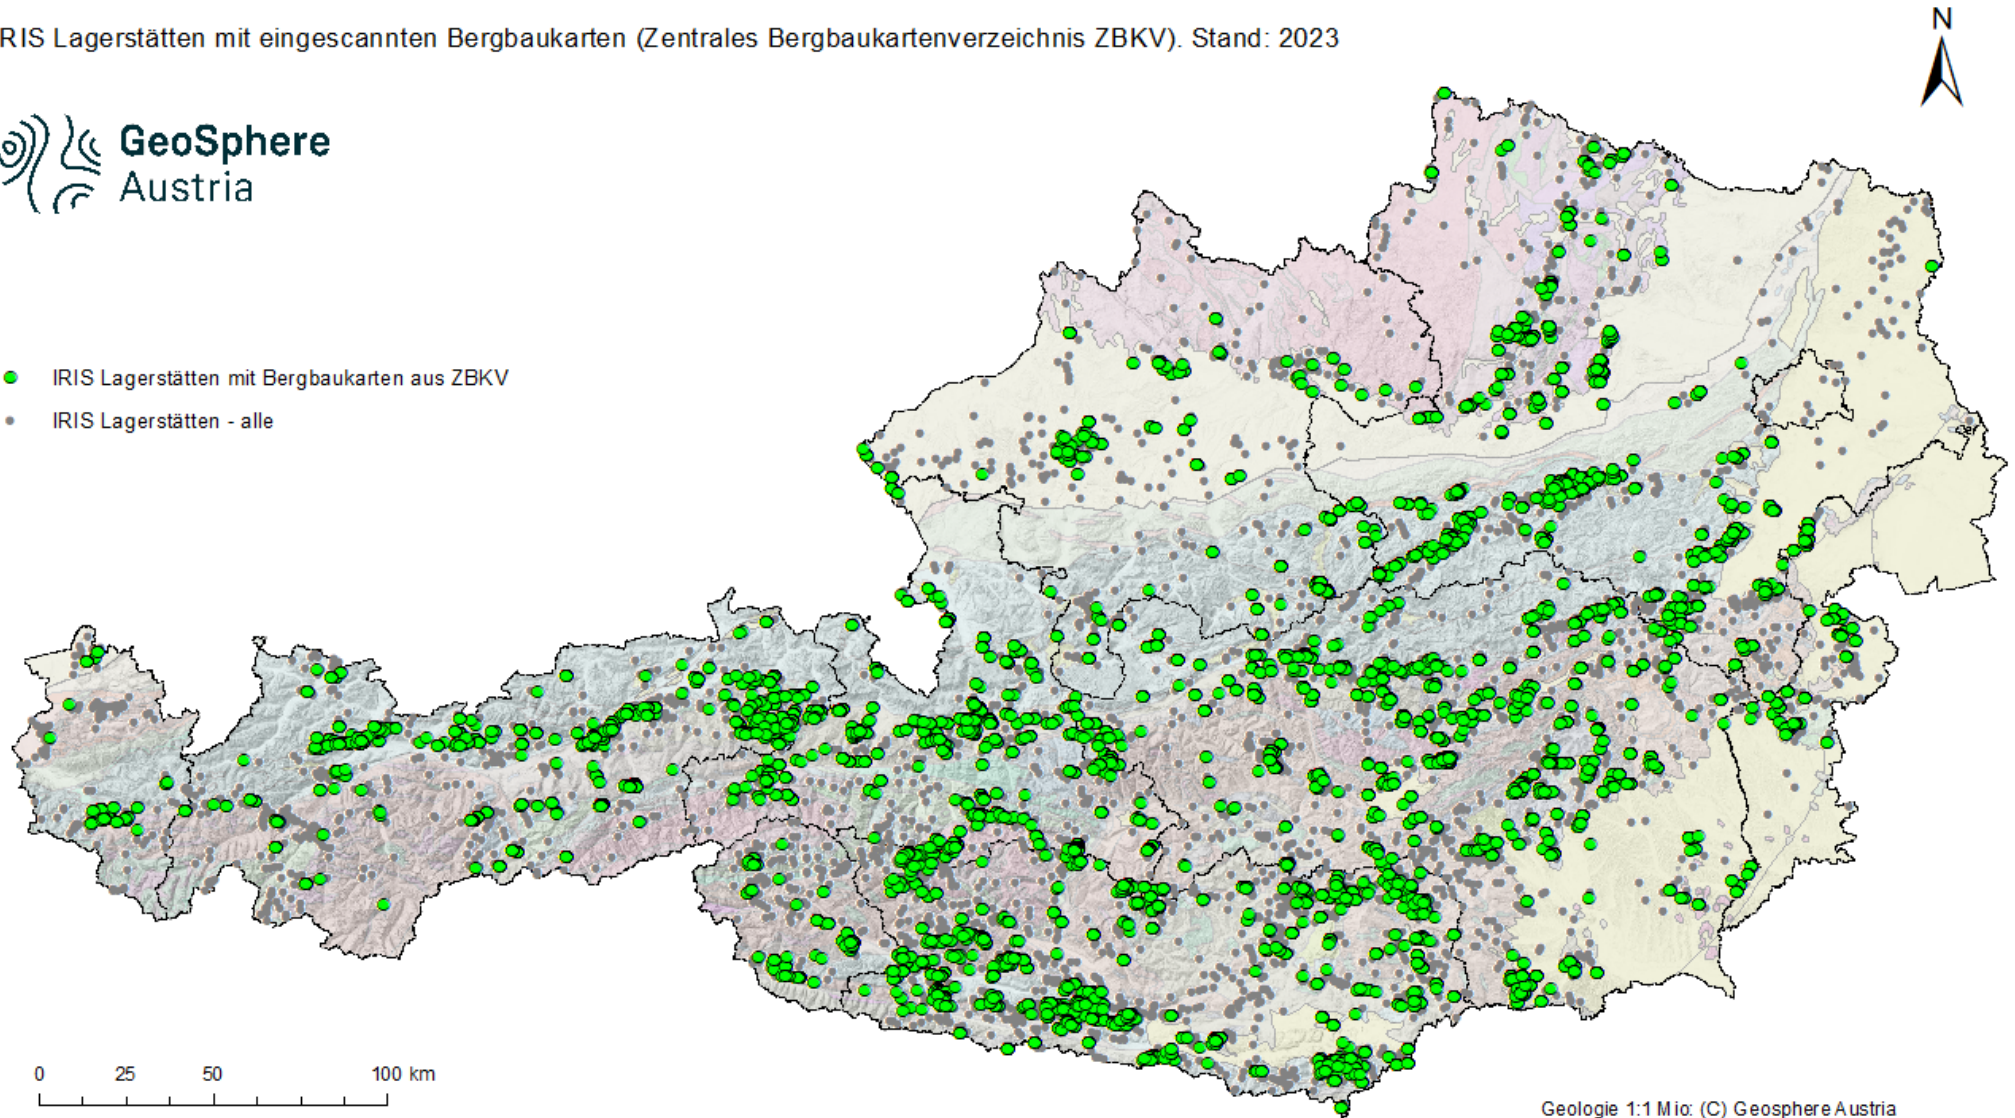 RIS Lagerstätten mit eingescannten Bergbaukarten (Zentrales Bergbaukartenverzeichnis ZBKV). Stand: 2023
N
GeoSphere
Austria
IRIS Lagerstätten mit Bergbaukarten aus ZBKV
IRIS Lagerstätten - alle
0 25 50 100 km
Geologie 1:1 Mio: (C) Geosphere Austria